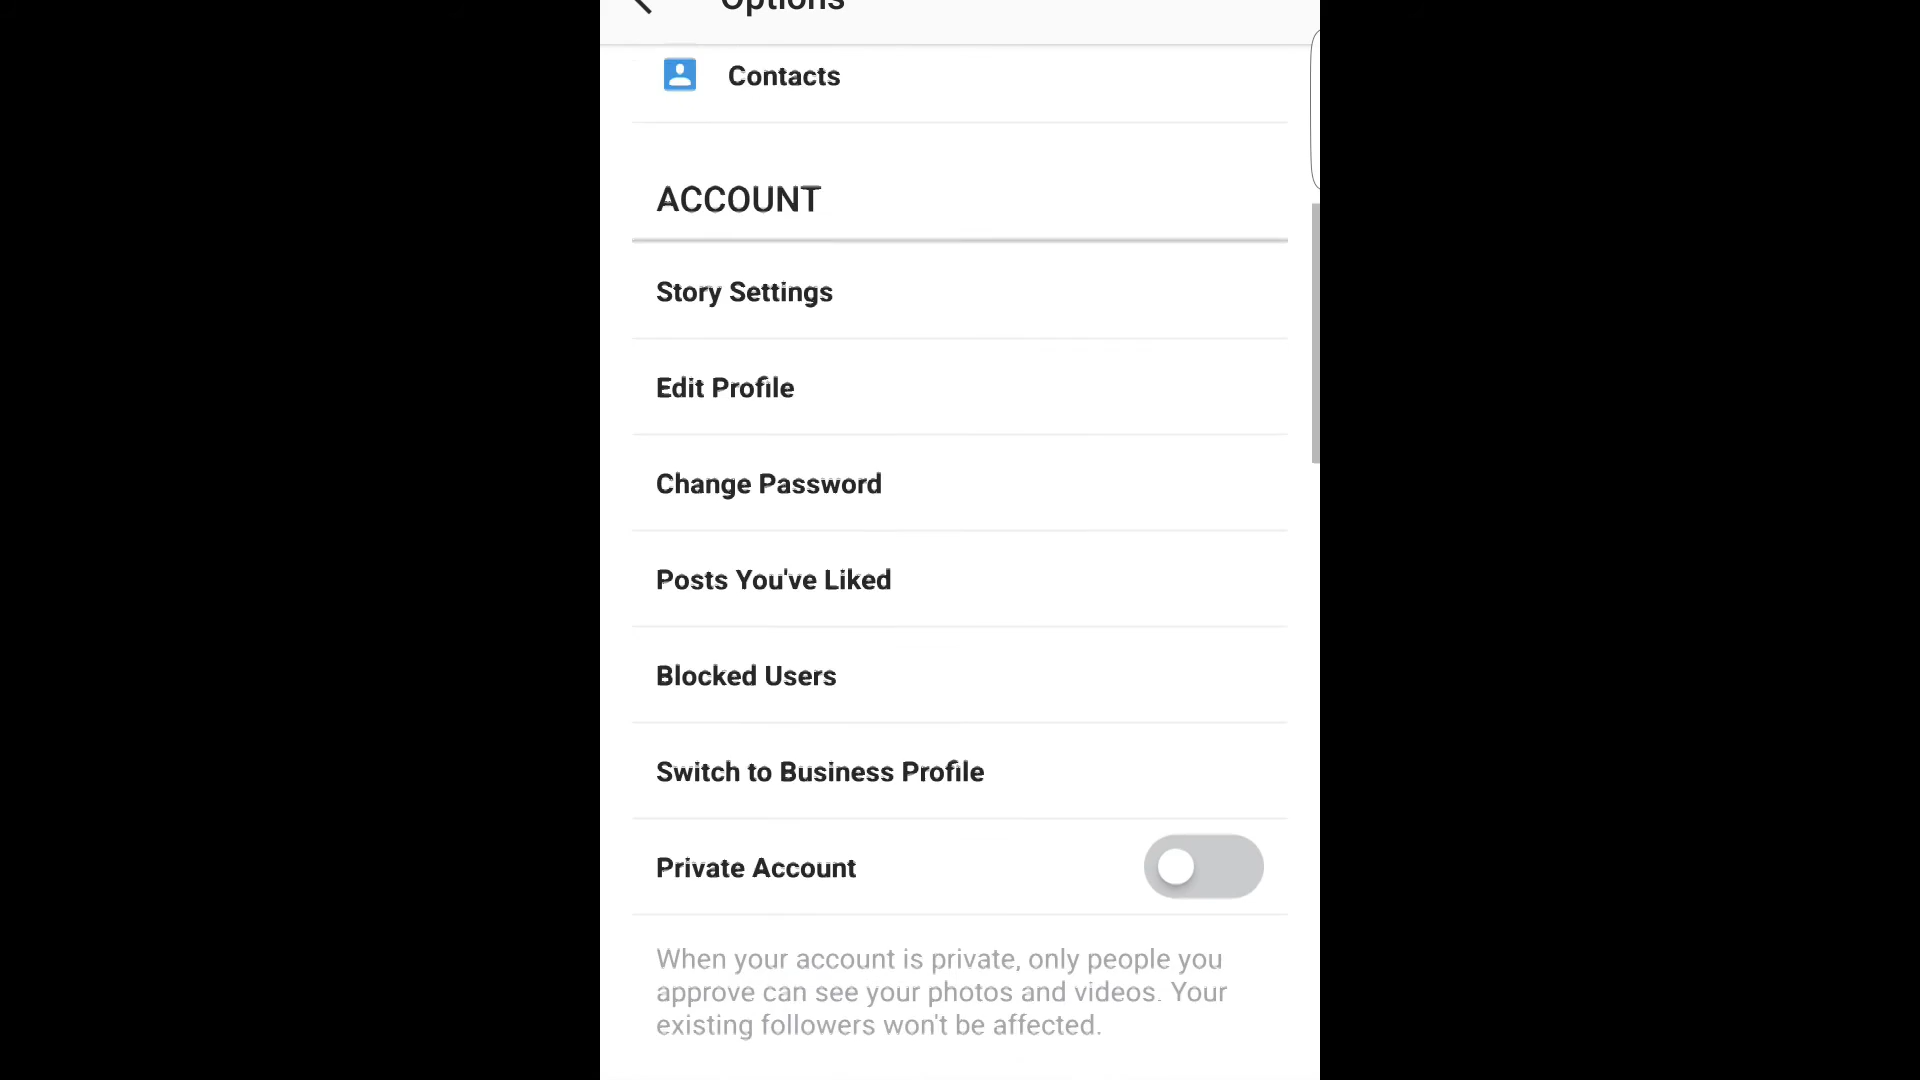 Options
Contacts
ACCOUNT
Story Settings
Edit Profile
Change Password
Posts You've Liked
Blocked Users
Switch to Business Profile
Private Account
When your account is private, only people you
approve can see your photos and videos. Your
existing followers won't be affected.